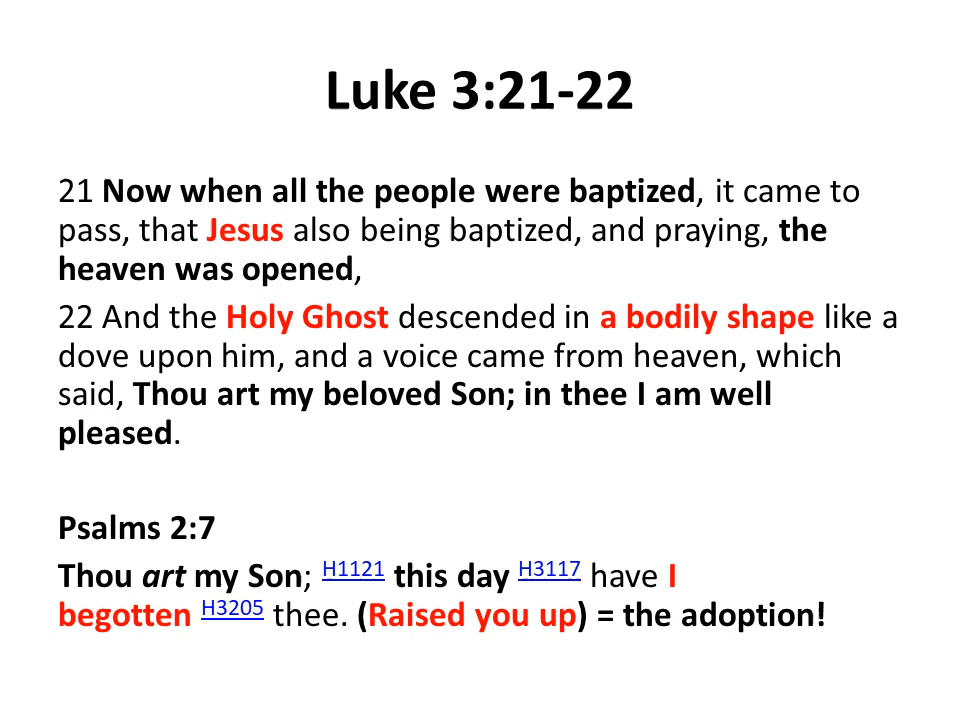 Luke 3:21-22
21 Now when all the people were baptized, it came to
pass, that Jesus also being baptized, and praying, the
heaven was opened,
22 And the Holy Ghost descended in a bodily shape like a
dove upon him, and a voice came from heaven, which
said, Thou art my beloved Son; in thee I am well
pleased.
Psalms 2:7
Thou art my Son; H1121 this day H3117 have I
begotten H3205 thee. (Raised you up) = the adoption!